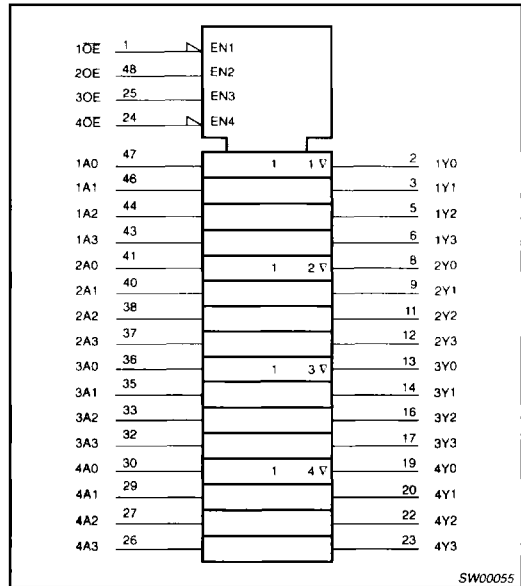 1O̅E̅ 1 EN1
2OE 48 EN2
3OE 25 EN3
4O̅E̅ 24 EN4
1A0 47 1 1 ∇ 2 1Y0
1A1 46 3 1Y1
1A2 44 5 1Y2
1A3 43 6 1Y3
2A0 41 1 2 ∇ 8 2Y0
2A1 40 9 2Y1
2A2 38 11 2Y2
2A3 37 12 2Y3
3A0 36 1 3 ∇ 13 3Y0
3A1 35 14 3Y1
3A2 33 16 3Y2
3A3 32 17 3Y3
4A0 30 1 4 ∇ 19 4Y0
4A1 29 20 4Y1
4A2 27 22 4Y2
4A3 26 23 4Y3
SW00055